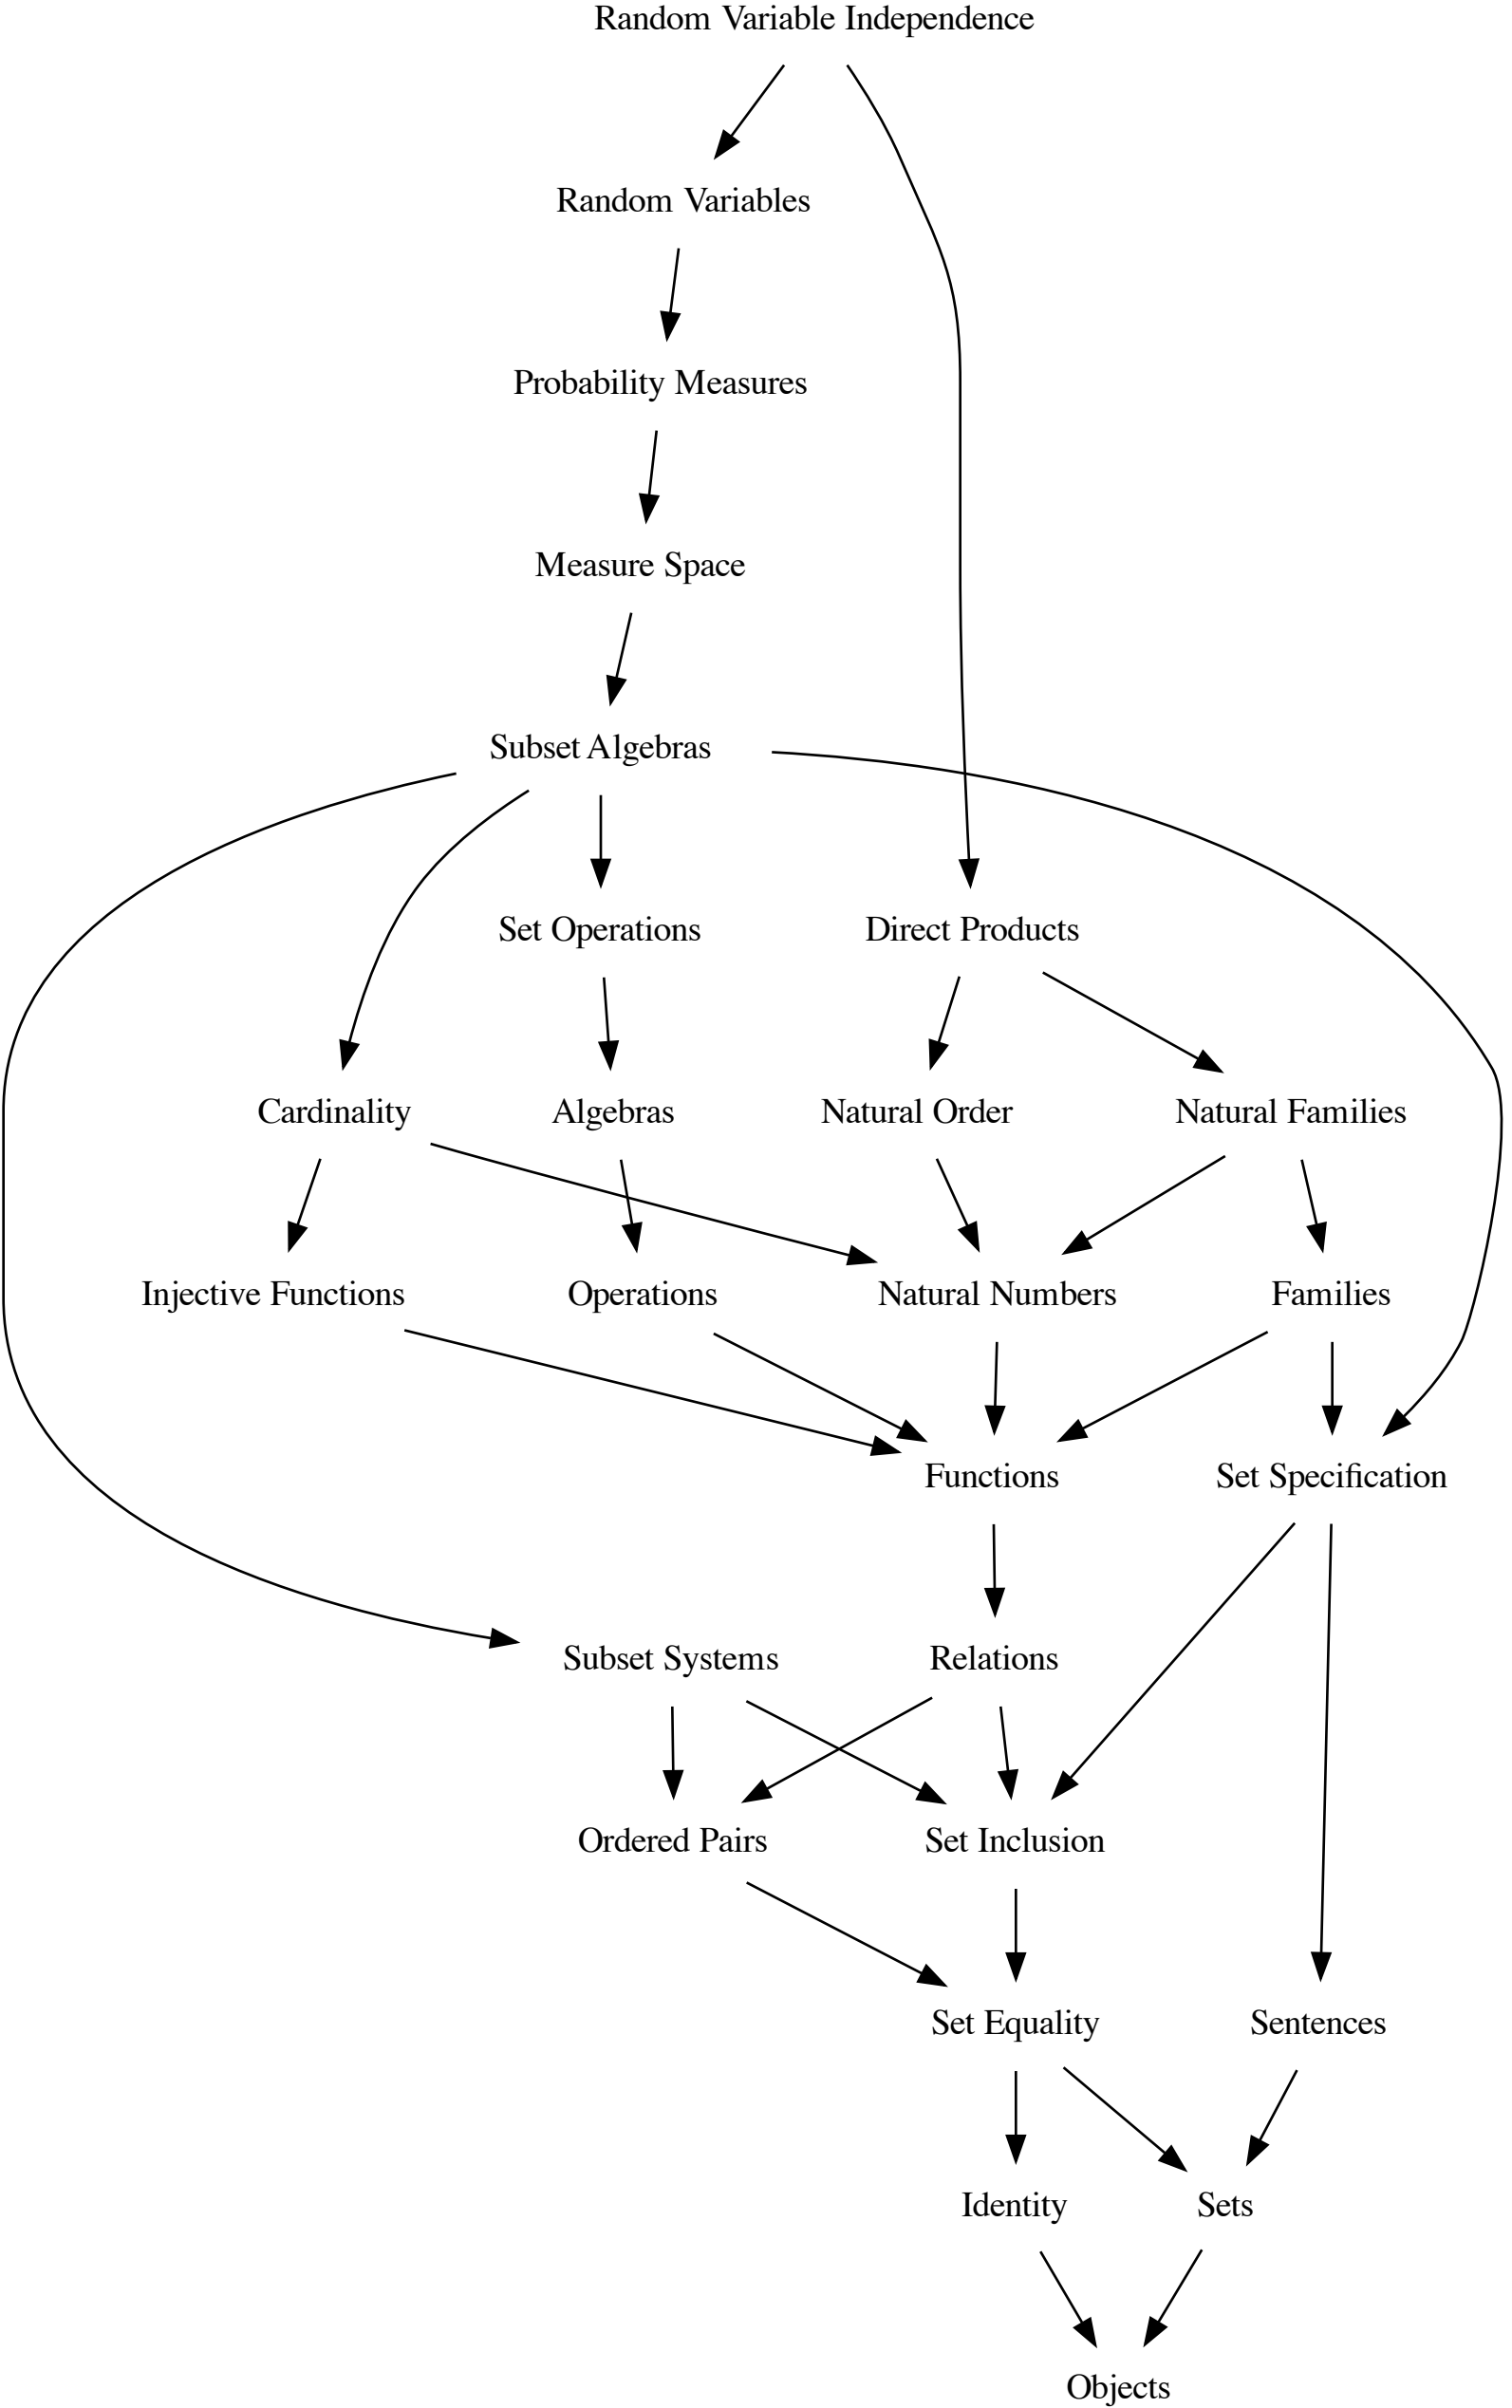 Random Variable Independence
Random Variables
Probability Measures
Measure Space
Subset Algebras
Set Operations
Direct Products
Cardinality
Algebras
Natural Order
Natural Families
Injective Functions
Operations
Natural Numbers
Families
Functions
Set Specification
Subset Systems
Relations
Ordered Pairs
Set Inclusion
Set Equality
Sentences
Identity
Sets
Objects